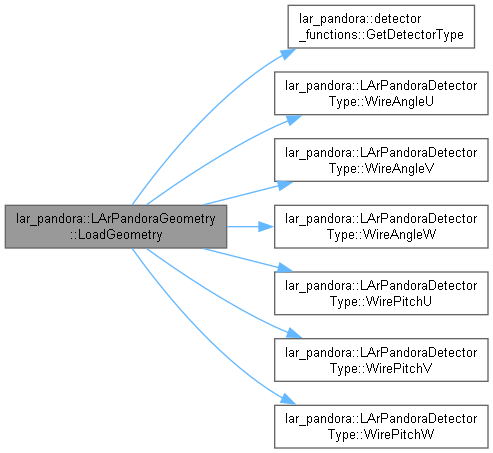 lar_pandora::LArPandoraGeometry
::LoadGeometry
lar_pandora::detector
_functions::GetDetectorType
lar_pandora::LArPandoraDetector
Type::WireAngleU
lar_pandora::LArPandoraDetector
Type::WireAngleV
lar_pandora::LArPandoraDetector
Type::WireAngleW
lar_pandora::LArPandoraDetector
Type::WirePitchU
lar_pandora::LArPandoraDetector
Type::WirePitchV
lar_pandora::LArPandoraDetector
Type::WirePitchW